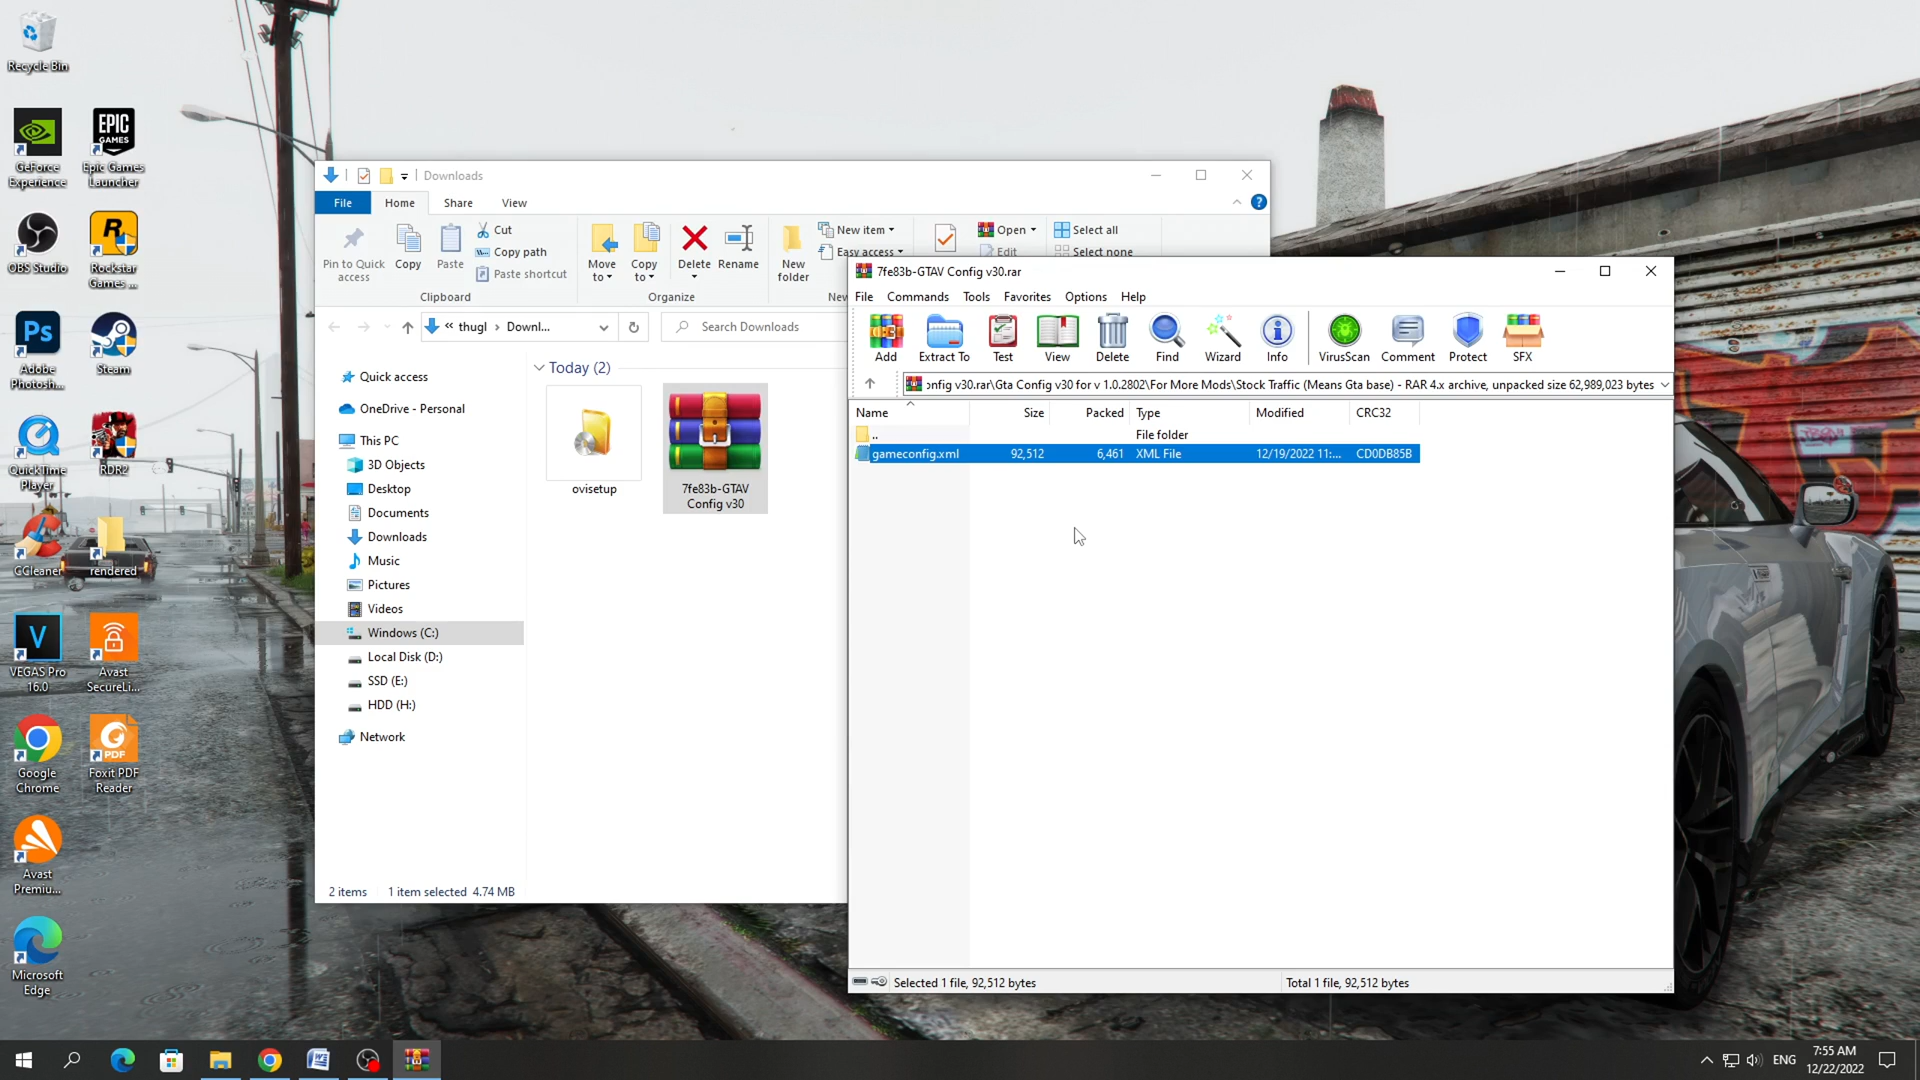 Recycle Bin
GeForce
Experience
EPIC
GAMES
Epic Games
Launcher
OBS Studio
R
Rockstar
Games ...
Ps
Adobe
Photosh...
Steam
QuickTime
Player
RDR2
CCleaner
rendered
V
VEGAS Pro
16.0
Avast
SecureLi...
Google
Chrome
PDF
Foxit PDF
Reader
Avast
Premiu...
Microsoft
Edge
Downloads
File
Home
Share
View
Pin to Quick
access
Copy
Paste
Cut
Copy path
Paste shortcut
Clipboard
Move
to
Copy
to
Delete
Rename
Organize
New
folder
New item
Easy access
Open
Edit
Select all
Select none
« thugl › Downl...
Search Downloads
Quick access
OneDrive - Personal
This PC
3D Objects
Desktop
Documents
Downloads
Music
Pictures
Videos
Windows (C:)
Local Disk (D:)
SSD (E:)
HDD (H:)
Network
Today (2)
ovisetup
7fe83b-GTAV
Config v30
2 items
1 item selected 4.74 MB
7fe83b-GTAV Config v30.rar
File Commands Tools Favorites Options Help
Add
Extract To
Test
View
Delete
Find
Wizard
Info
VirusScan
Comment
Protect
SFX
onfig v30.rar\Gta Config v30 for v 1.0.2802\For More Mods\Stock Traffic (Means Gta base) - RAR 4.x archive, unpacked size 62,989,023 bytes
Name Size Packed Type Modified CRC32
.. File folder
gameconfig.xml 92,512 6,461 XML File 12/19/2022 11:... CD0DB85B
Selected 1 file, 92,512 bytes
Total 1 file, 92,512 bytes
ENG
7:55 AM
12/22/2022